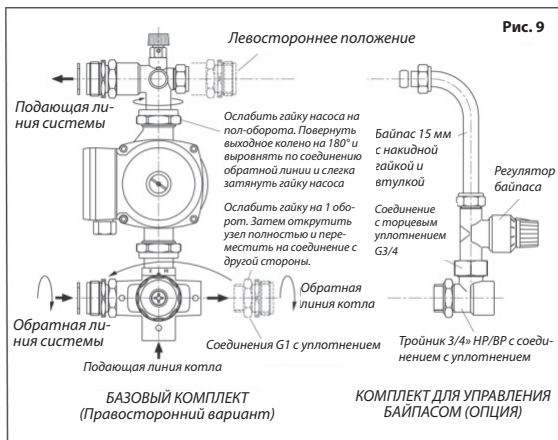 Рис. 9
Левостороннее положение
Подающая ли-
ния системы
Ослабить гайку насоса на
пол-оборота. Повернуть
выходное колено на 180° и
выровнять по соединению
обратной линии и слегка
затянуть гайку насоса
Ослабить гайку на 1 обо-
рот. Затем открутить
узел полностью и пере-
местить на соединение с
другой стороны.
Обратная
линия котла
Обратная ли-
ния системы
Соединения G1 с уплотнением
Подающая линия котла
БАЗОВЫЙ КОМПЛЕКТ
(Правосторонний вариант)
Байпас 15 мм
с накидной
гайкой и
втулкой
Регулятор
байпаса
Соединение
с торцевым
уплотнением
G3/4
Тройник 3/4» НР/ВР с соеди-
нением с уплотнением
КОМПЛЕКТ ДЛЯ УПРАВЛЕНИЯ
БАЙПАСОМ (ОПЦИЯ)